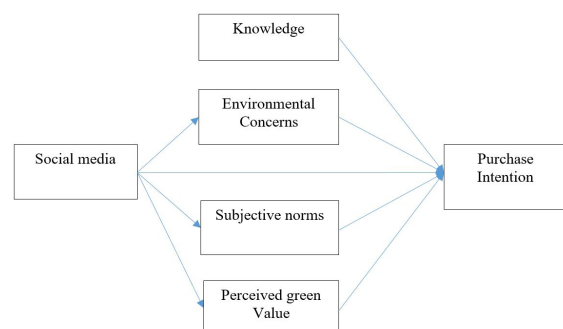 Knowledge
Environmental
Concerns
Social media
Purchase
Intention
Subjective norms
Perceived green
Value